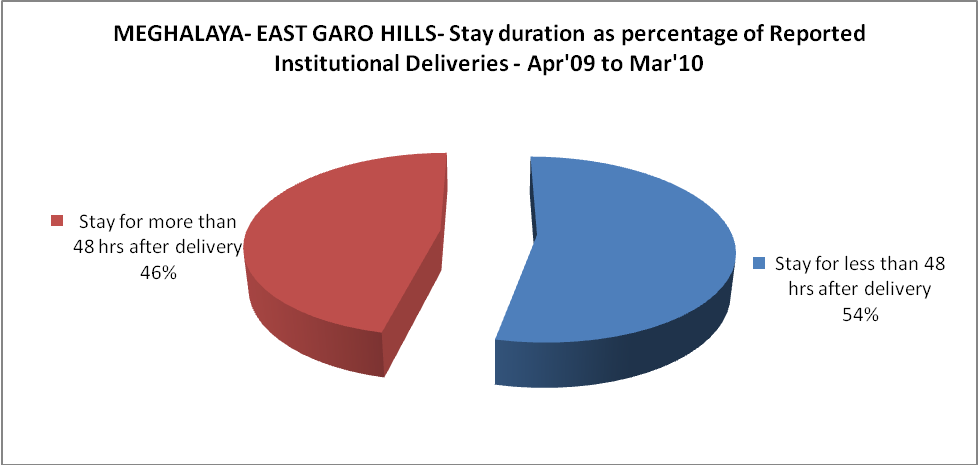 MEGHALAYA- EAST GARO HILLS- Stay duration as percentage of Reported
Institutional Deliveries - Apr'09 to Mar'10
Stay for more than
48 hrs after delivery
46%
Stay for less than 48
hrs after delivery
54%